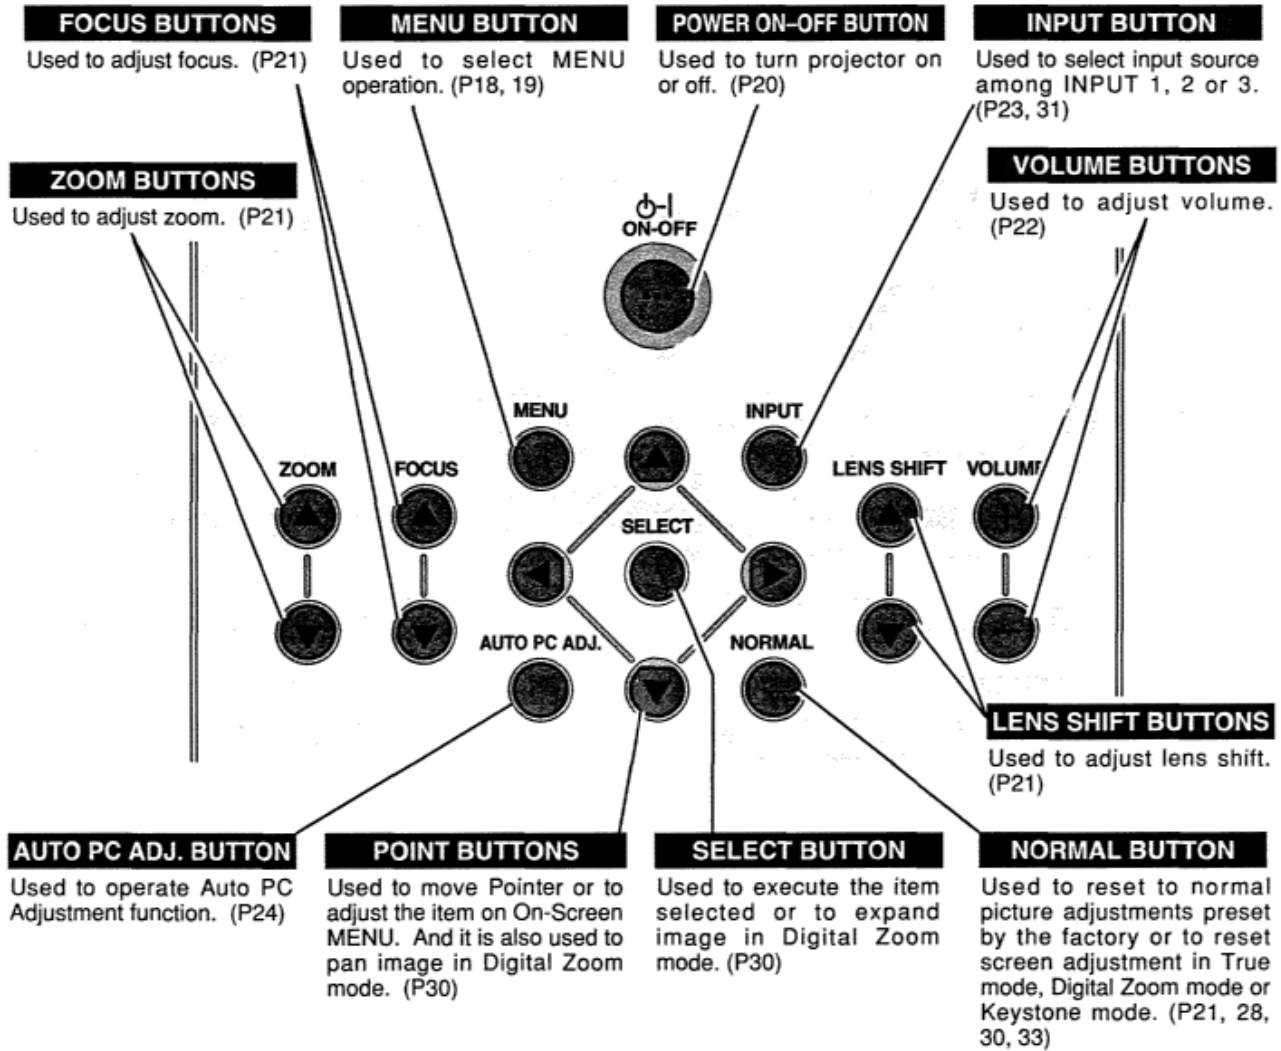 FOCUS BUTTONS
Used to adjust focus. (P21)
MENU BUTTON
Used to select MENU
operation. (P18, 19)
POWER ON–OFF BUTTON
Used to turn projector on
or off. (P20)
INPUT BUTTON
Used to select input source
among INPUT 1, 2 or 3.
(P23, 31)
ZOOM BUTTONS
Used to adjust zoom. (P21)
VOLUME BUTTONS
Used to adjust volume.
(P22)
ON-OFF
MENU
INPUT
ZOOM
FOCUS
LENS SHIFT
VOLUME
SELECT
AUTO PC ADJ.
NORMAL
LENS SHIFT BUTTONS
Used to adjust lens shift.
(P21)
AUTO PC ADJ. BUTTON
Used to operate Auto PC
Adjustment function. (P24)
POINT BUTTONS
Used to move Pointer or to
adjust the item on On-Screen
MENU. And it is also used to
pan image in Digital Zoom
mode. (P30)
SELECT BUTTON
Used to execute the item
selected or to expand
image in Digital Zoom
mode. (P30)
NORMAL BUTTON
Used to reset to normal
picture adjustments preset
by the factory or to reset
screen adjustment in True
mode, Digital Zoom mode or
Keystone mode. (P21, 28,
30, 33)